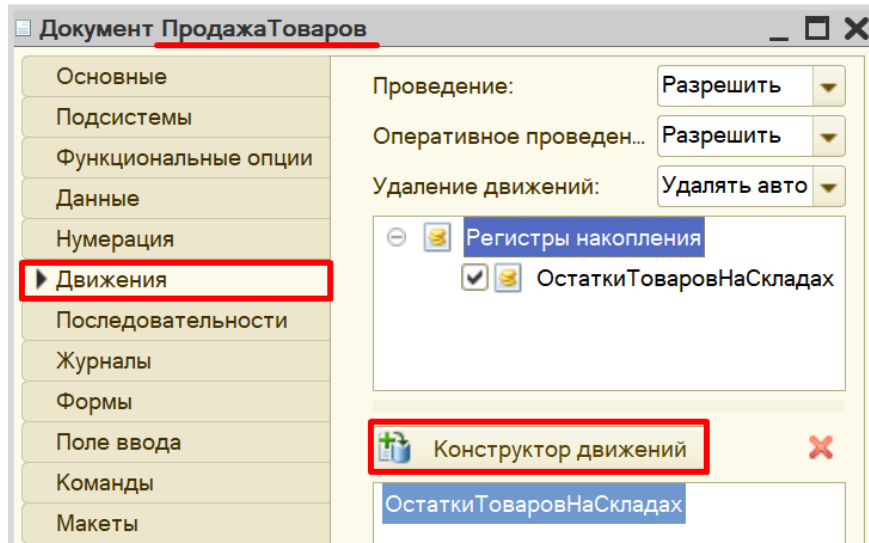 Документ ПродажаТоваров
Основные
Подсистемы
Функциональные опции
Данные
Нумерация
Движения
Последовательности
Журналы
Формы
Поле ввода
Команды
Макеты
Проведение: Разрешить
Оперативное проведен... Разрешить
Удаление движений: Удалять авто
Регистры накопления
ОстаткиТоваровНаСкладах
Конструктор движений
ОстаткиТоваровНаСкладах